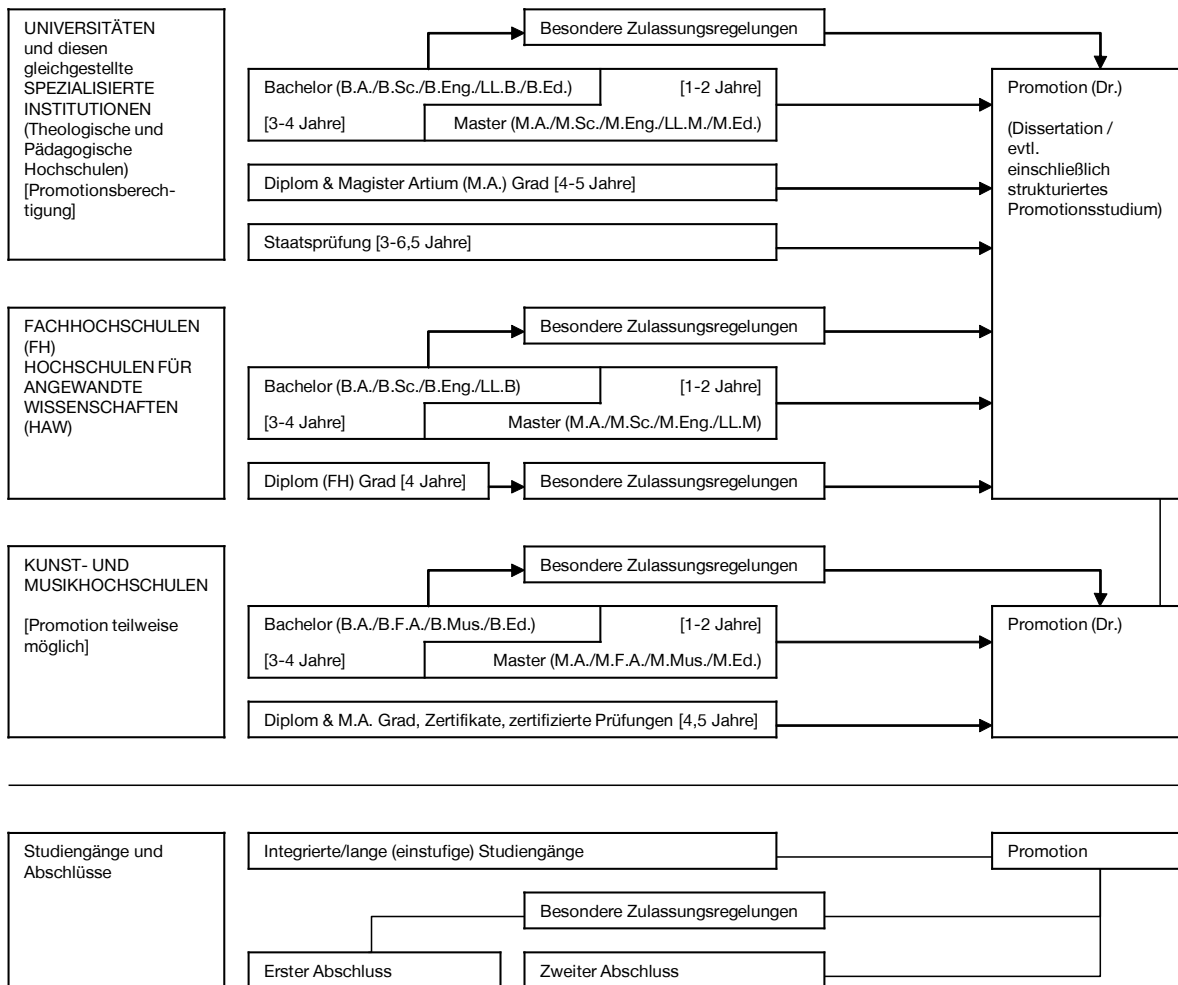 UNIVERSITÄTEN
und diesen
gleichgestellte
SPEZIALISIERTE
INSTITUTIONEN
(Theologische und
Pädagogische
Hochschulen)
[Promotionsberech-
tigung]
Besondere Zulassungsregelungen
Bachelor (B.A./B.Sc./B.Eng./LL.B./B.Ed.)
[1-2 Jahre]
[3-4 Jahre]
Master (M.A./M.Sc./M.Eng./LL.M./M.Ed.)
Diplom & Magister Artium (M.A.) Grad [4-5 Jahre]
Staatsprüfung [3-6,5 Jahre]
Promotion (Dr.)
(Dissertation /
evtl.
einschließlich
strukturiertes
Promotionsstudium)
FACHHOCHSCHULEN
(FH)
HOCHSCHULEN FÜR
ANGEWANDTE
WISSENSCHAFTEN
(HAW)
Besondere Zulassungsregelungen
Bachelor (B.A./B.Sc./B.Eng./LL.B)
[1-2 Jahre]
[3-4 Jahre]
Master (M.A./M.Sc./M.Eng./LL.M)
Diplom (FH) Grad [4 Jahre]
Besondere Zulassungsregelungen
KUNST- UND
MUSIKHOCHSCHULEN
[Promotion teilweise
möglich]
Besondere Zulassungsregelungen
Bachelor (B.A./B.F.A./B.Mus./B.Ed.)
[1-2 Jahre]
[3-4 Jahre]
Master (M.A./M.F.A./M.Mus./M.Ed.)
Diplom & M.A. Grad, Zertifikate, zertifizierte Prüfungen [4,5 Jahre]
Promotion (Dr.)
Studiengänge und
Abschlüsse
Integrierte/lange (einstufige) Studiengänge
Promotion
Besondere Zulassungsregelungen
Erster Abschluss
Zweiter Abschluss